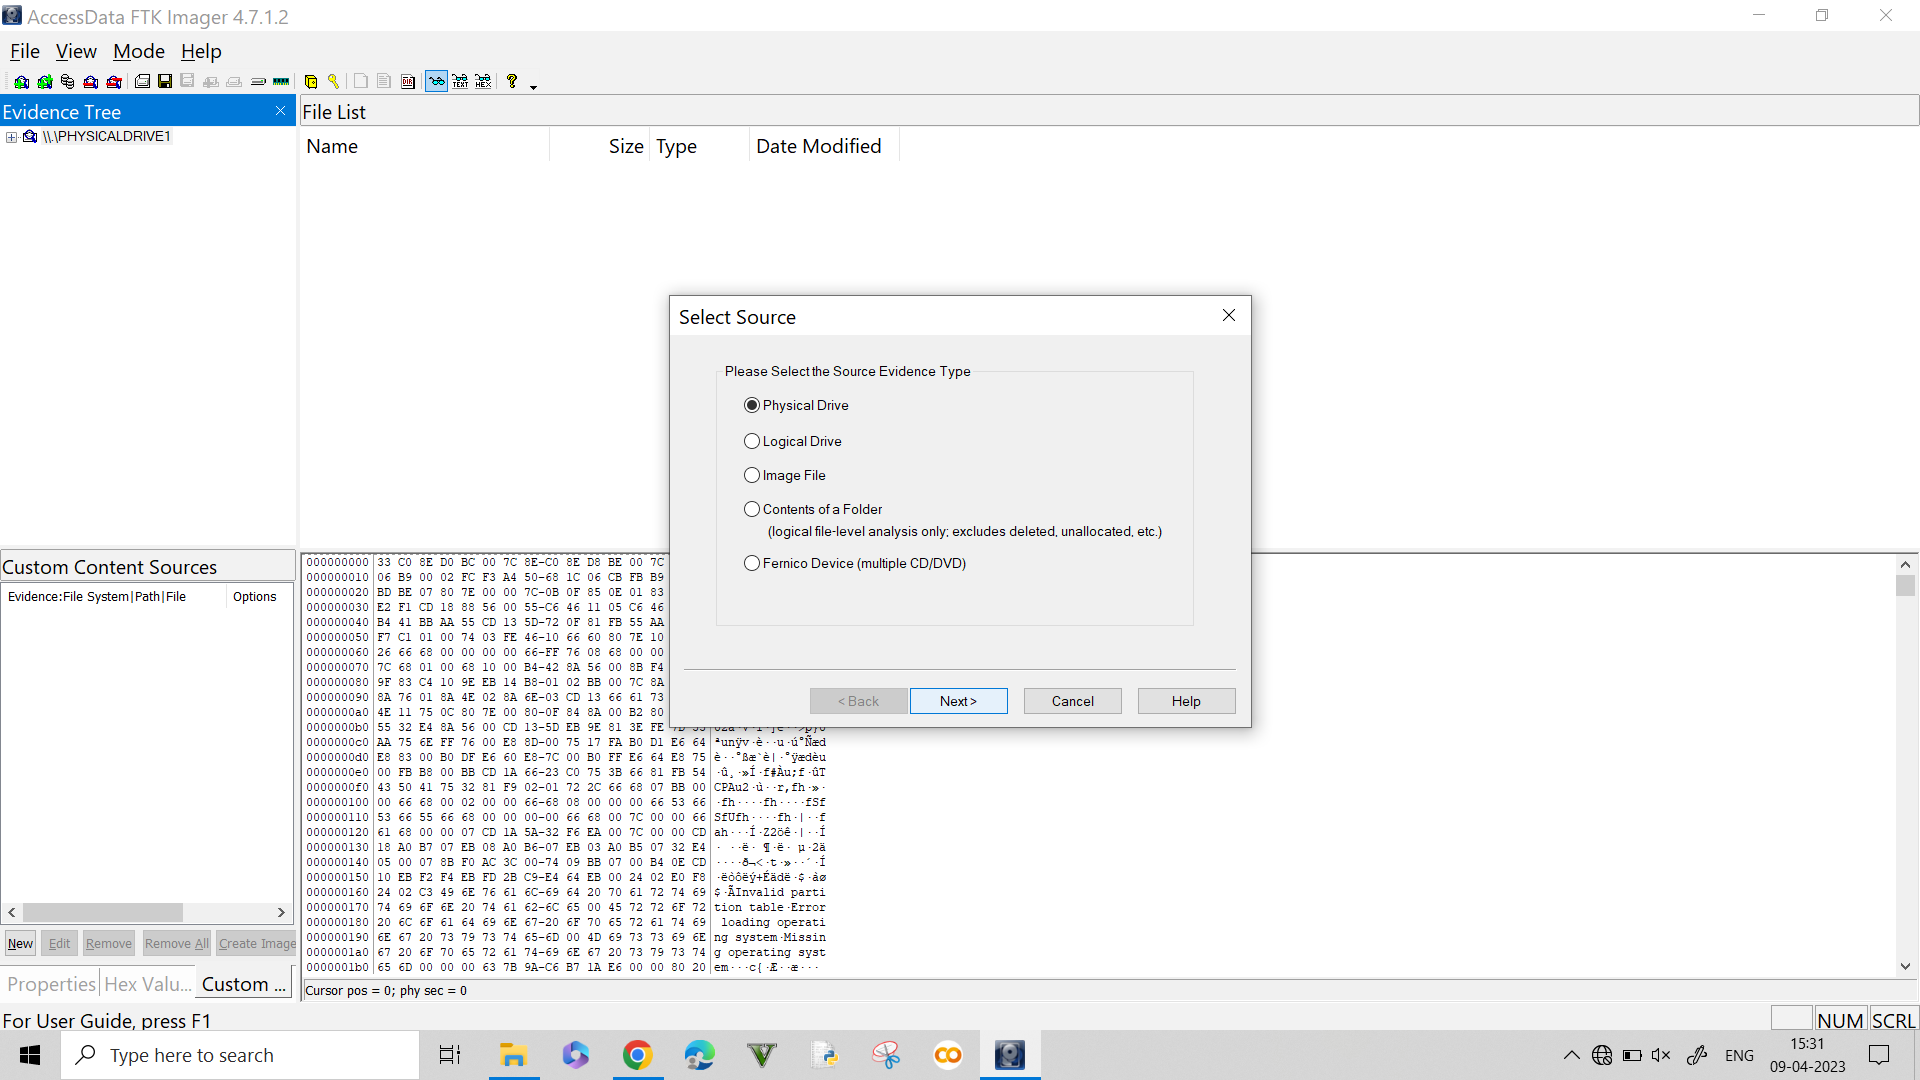 AccessData FTK Imager 4.7.1.2
File View Mode Help
Evidence Tree
\\.\PHYSICALDRIVE1
File List
Name Size Type Date Modified
Select Source
Please Select the Source Evidence Type
Physical Drive
Logical Drive
Image File
Contents of a Folder
(logical file-level analysis only; excludes deleted, unallocated, etc.)
Fernico Device (multiple CD/DVD)
< Back Next > Cancel Help
Custom Content Sources
Evidence:File System|Path|File Options
New Edit Remove Remove All Create Image
Properties Hex Valu... Custom ...
000000000 33 C0 8E D0 BC 00 7C 8E-C0 8E D8 BE 00 7C
000000010 06 B9 00 02 FC F3 A4 50-68 1C 06 CB FB B9
000000020 BD BE 07 80 7E 00 00 7C-0B 0F 85 0E 01 83
000000030 E2 F1 CD 18 88 56 00 55-C6 46 11 05 C6 46
000000040 B4 41 BB AA 55 CD 13 5D-72 0F 81 FB 55 AA
000000050 F7 C1 01 00 74 03 FE 46-10 66 60 80 7E 10
000000060 26 66 68 00 00 00 00 66-FF 76 08 68 00 00
000000070 7C 68 01 00 68 10 00 B4-42 8A 56 00 8B F4
000000080 9F 83 C4 10 9E EB 14 B8-01 02 BB 00 7C 8A
000000090 8A 76 01 8A 4E 02 8A 6E-03 CD 13 66 61 73
0000000a0 4E 11 75 0C 80 7E 00 80-0F 84 8A 00 B2 80
0000000b0 55 32 E4 8A 56 00 CD 13-5D EB 9E 81 3E FE 7D 55
0000000c0 AA 75 6E FF 76 00 E8 8D-00 75 17 FA B0 D1 E6 64 ªunÿv·è··u·ú°Ñæd
0000000d0 E8 83 00 B0 DF E6 60 E8-7C 00 B0 FF E6 64 E8 75 è··°ßæ`è|·°ÿædèu
0000000e0 00 FB B8 00 BB CD 1A 66-23 C0 75 3B 66 81 FB 54 ·û¸·»Í·f#Àu;f·ûT
0000000f0 43 50 41 75 32 81 F9 02-01 72 2C 66 68 07 BB 00 CPAu2·ù··r,fh·»·
000000100 00 66 68 00 02 00 00 66-68 08 00 00 00 66 53 66 ·fh····fh····fSf
000000110 53 66 55 66 68 00 00 00-00 66 68 00 7C 00 00 66 SfUfh····fh·|··f
000000120 61 68 00 00 07 CD 1A 5A-32 F6 EA 00 7C 00 00 CD ah···Í·Z2öê·|··Í
000000130 18 A0 B7 07 EB 08 A0 B6-07 EB 03 A0 B5 07 32 E4 · ·ë· ¶·ë· µ·2ä
000000140 05 00 07 8B F0 AC 3C 00-74 09 BB 07 00 B4 0E CD ····ð¬<·t·»··´·Í
000000150 10 EB F2 F4 EB FD 2B C9-E4 64 EB 00 24 02 E0 F8 ·ëòôëý+Éädë·$·àø
000000160 24 02 C3 49 6E 76 61 6C-69 64 20 70 61 72 74 69 $·ÃInvalid parti
000000170 74 69 6F 6E 20 74 61 62-6C 65 00 45 72 72 6F 72 tion table·Error
000000180 20 6C 6F 61 64 69 6E 67-20 6F 70 65 72 61 74 69 loading operati
000000190 6E 67 20 73 79 73 74 65-6D 00 4D 69 73 73 69 6E ng system·Missin
0000001a0 67 20 6F 70 65 72 61 74-69 6E 67 20 73 79 73 74 g operating syst
0000001b0 65 6D 00 00 00 63 7B 9A-C6 B7 1A E6 00 00 80 20 em···c{·Æ··æ···
Cursor pos = 0; phy sec = 0
For User Guide, press F1
NUM SCRL
Type here to search
ENG
15:31
09-04-2023